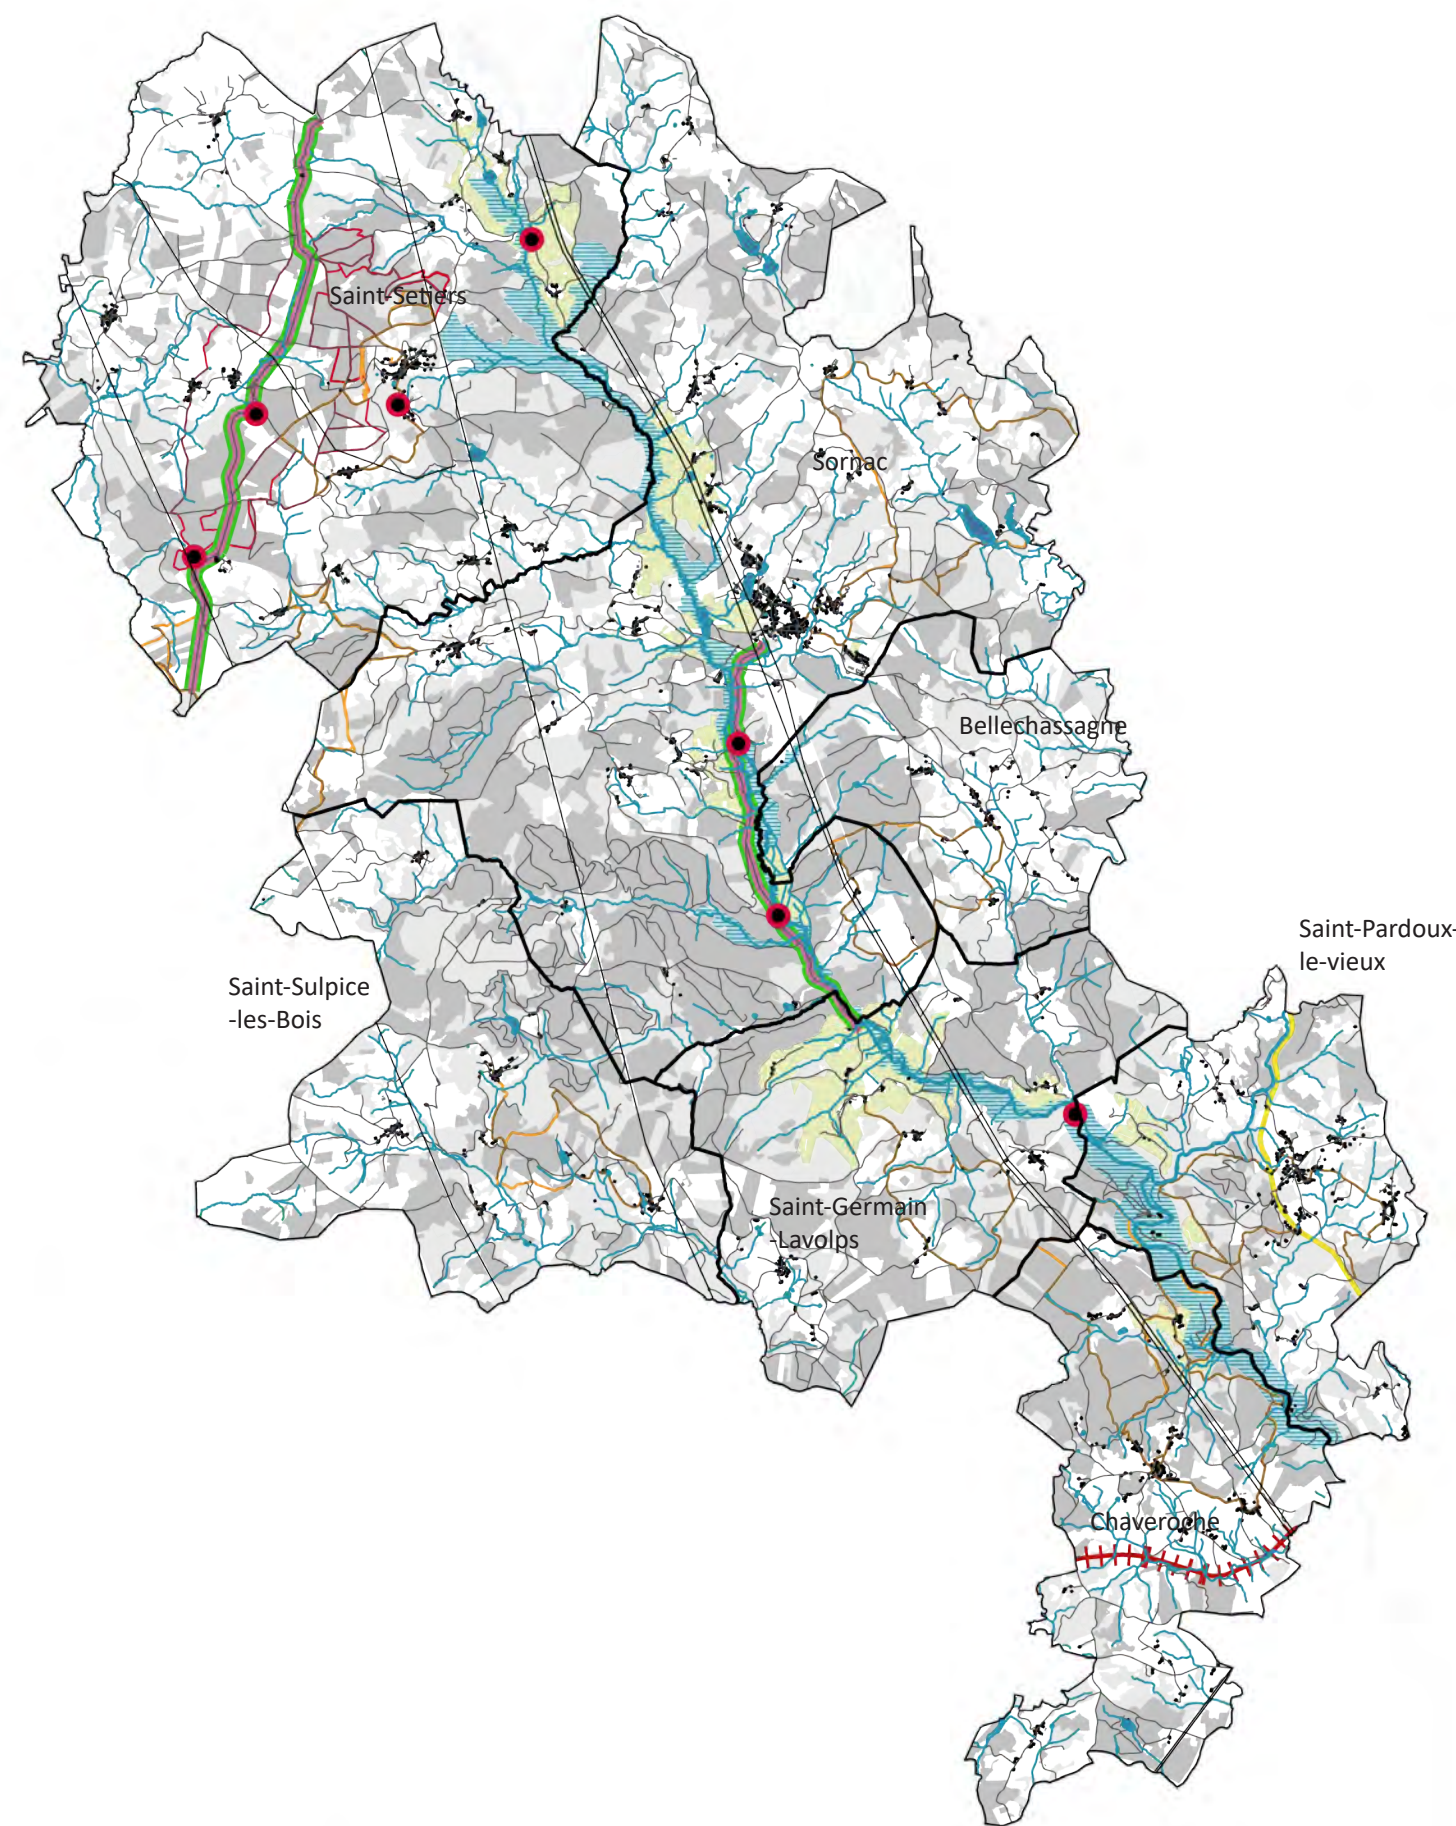 Saint-Setiers
Sornac
Bellechassagne
Saint-Pardoux-
le-vieux
Saint-Sulpice
-les-Bois
Saint-Germain
-Lavolps
Chaveroche